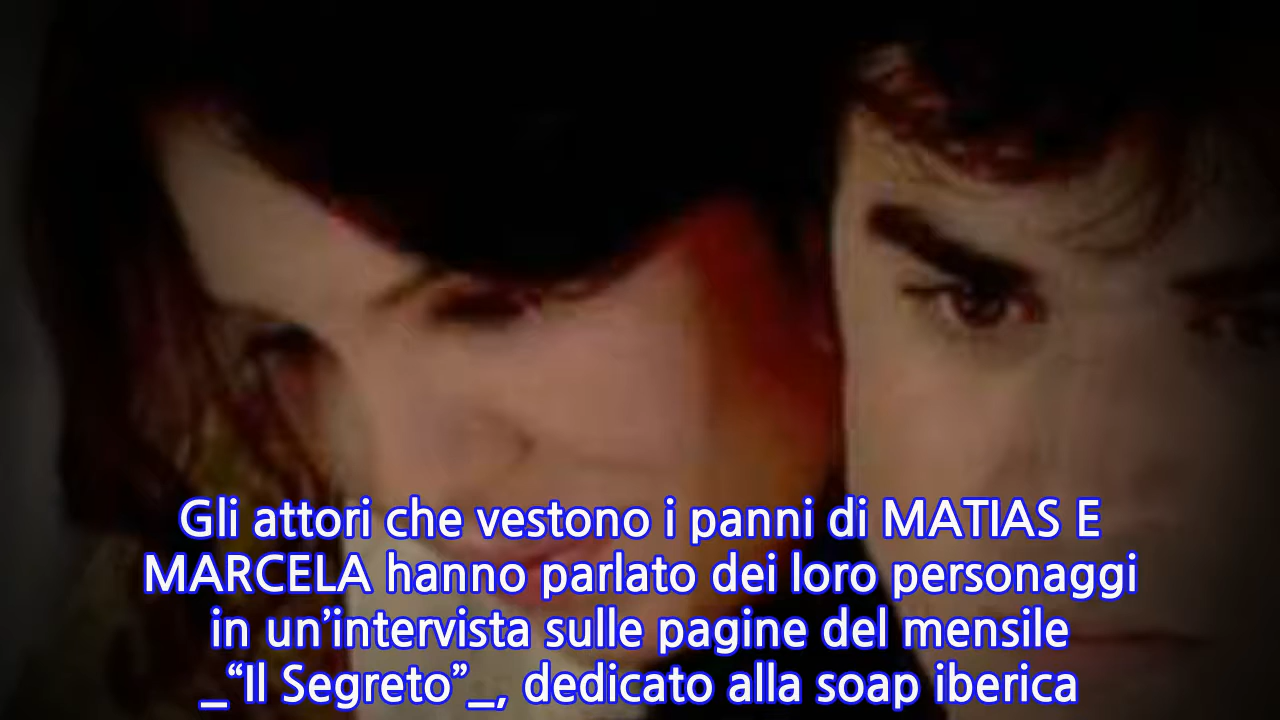 Gli attori che vestono i panni di MATIAS E
MARCELA hanno parlato dei loro personaggi
in un’intervista sulle pagine del mensile
_“Il Segreto”_, dedicato alla soap iberica